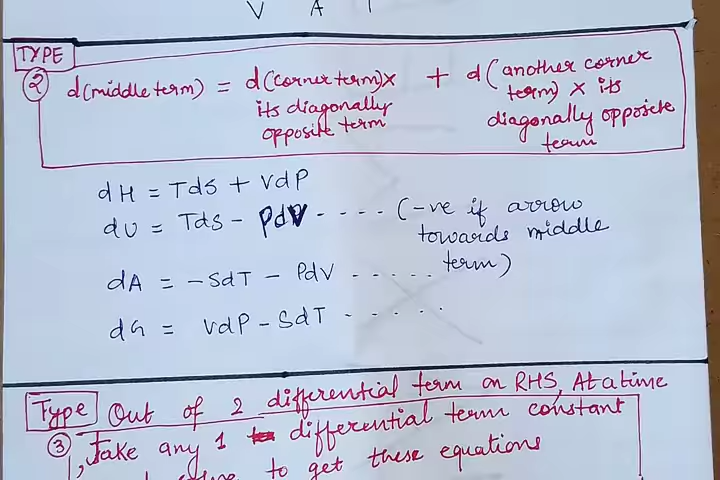 V A
TYPE
② d(middle term) = d(corner term)× + d(another corner
its diagonally term) × its
opposite term diagonally opposite
term
dH = TdS + VdP
dU = TdS - PdV - - - - (-ve if arrow
towards middle
term)
dA = -SdT - PdV - - - - -
dG = VdP - SdT - - - - -
Type Out of 2 differential term on RHS, At a time
③ , Take any 1 differential term constant
to get these equations